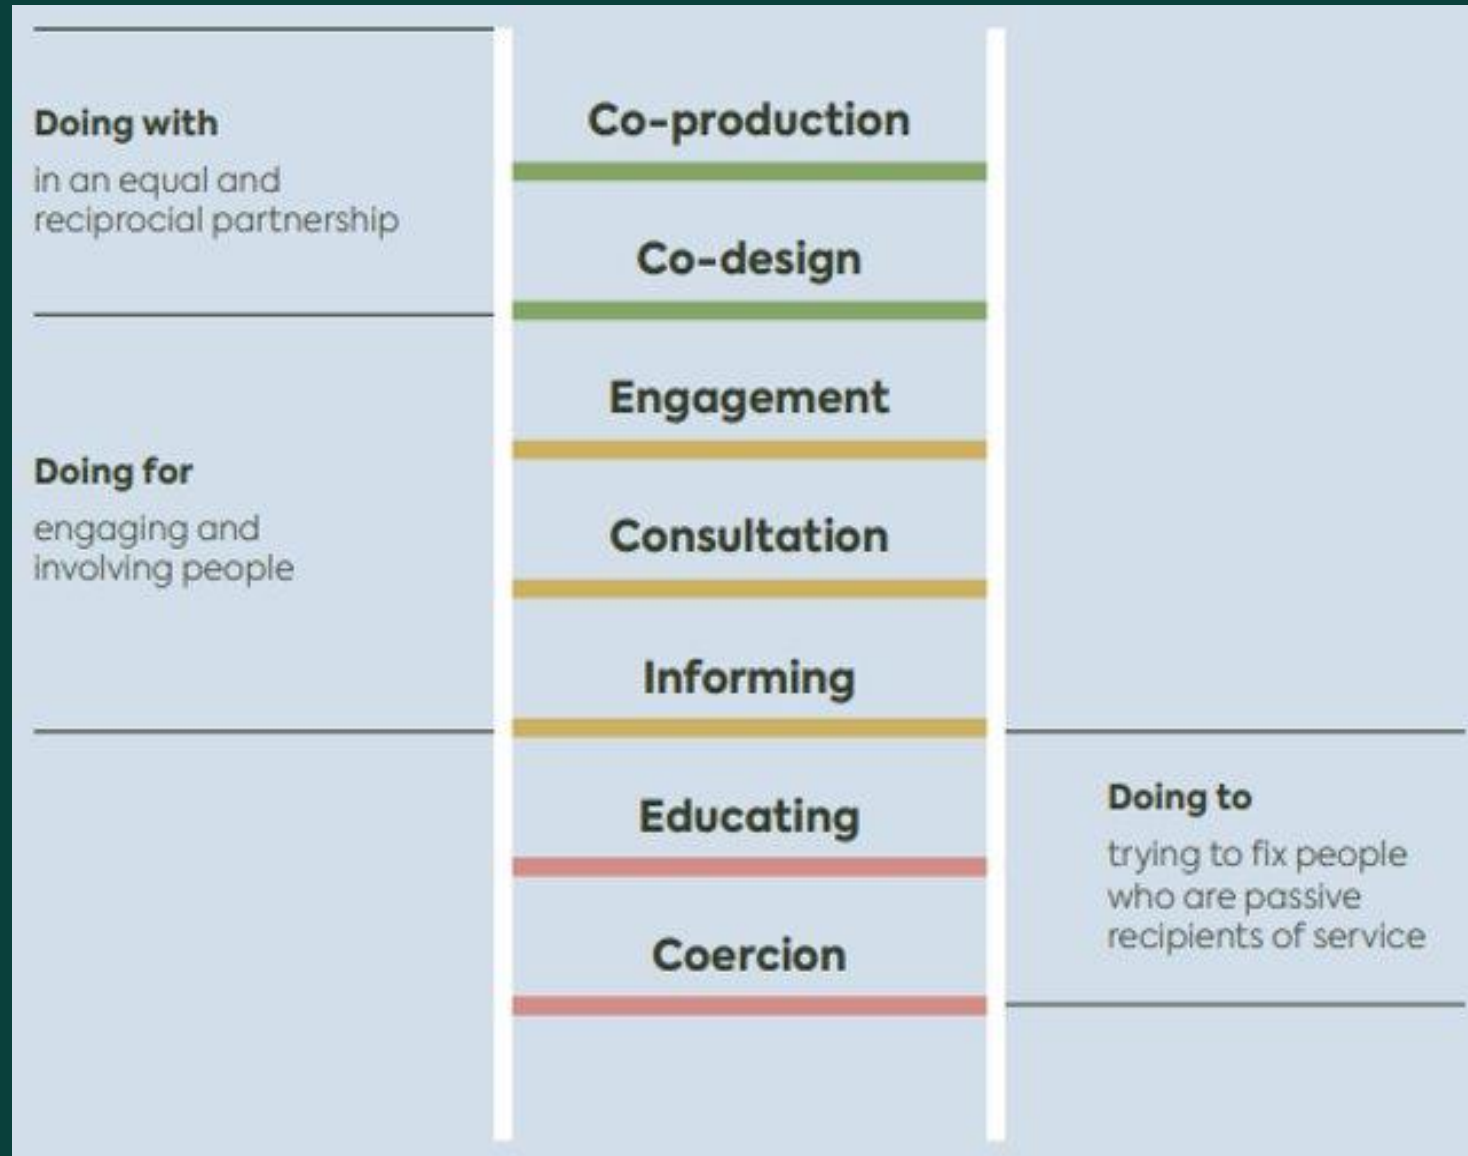 Doing with
in an equal and
reciprocial partnership
Co-production
Co-design
Doing for
engaging and
involving people
Engagement
Consultation
Informing
Educating
Coercion
Doing to
trying to fix people
who are passive
recipients of service